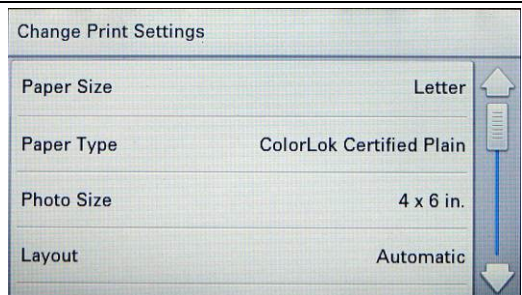 Change Print Settings
Paper Size Letter
Paper Type ColorLok Certified Plain
Photo Size 4 x 6 in.
Layout Automatic